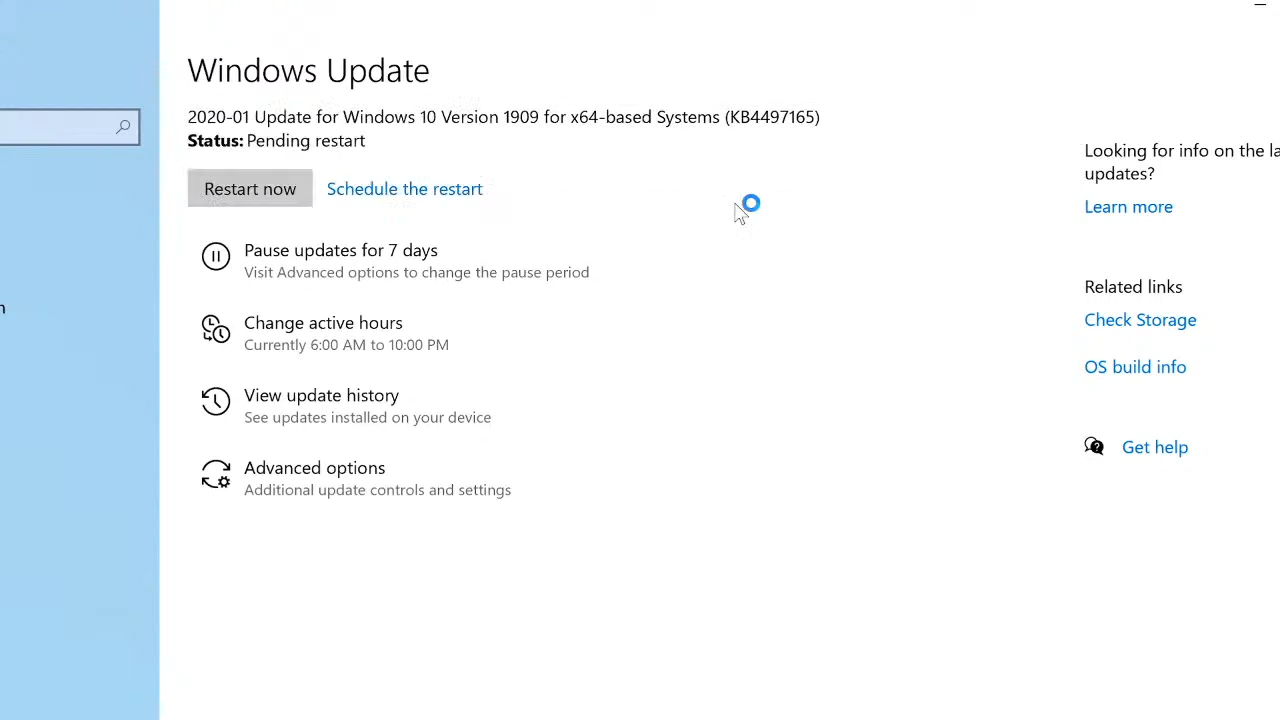 Windows Update
2020-01 Update for Windows 10 Version 1909 for x64-based Systems (KB4497165)
Status: Pending restart
Restart now
Schedule the restart
Pause updates for 7 days
Visit Advanced options to change the pause period
Change active hours
Currently 6:00 AM to 10:00 PM
View update history
See updates installed on your device
Advanced options
Additional update controls and settings
Looking for info on the la
updates?
Learn more
Related links
Check Storage
OS build info
Get help